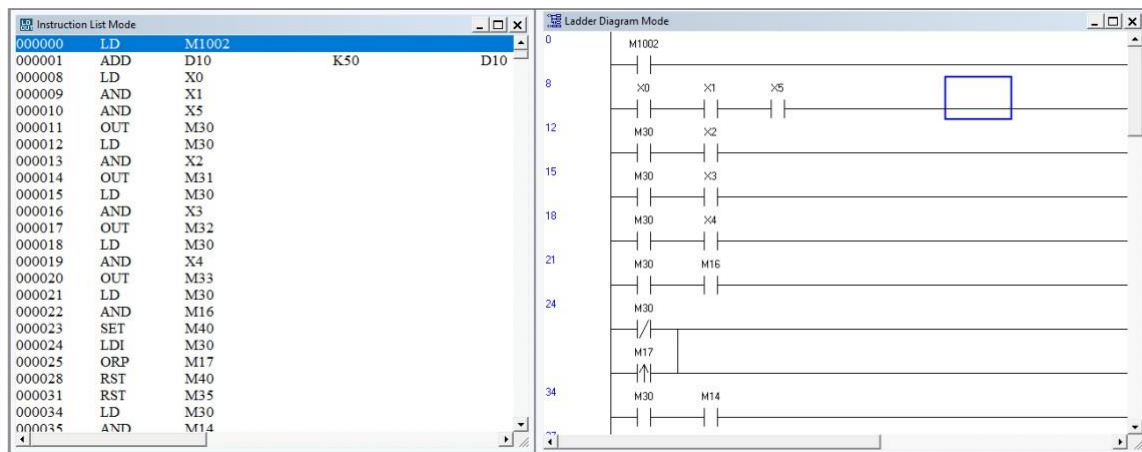 Instruction List Mode
000000 LD M1002
000001 ADD D10 K50 D10
000008 LD X0
000009 AND X1
000010 AND X5
000011 OUT M30
000012 LD M30
000013 AND X2
000014 OUT M31
000015 LD M30
000016 AND X3
000017 OUT M32
000018 LD M30
000019 AND X4
000020 OUT M33
000021 LD M30
000022 AND M16
000023 SET M40
000024 LDI M30
000025 ORP M17
000028 RST M40
000031 RST M35
000034 LD M30
000035 AND M14
Ladder Diagram Mode
0
M1002
8
X0 X1 X5
12
M30 X2
15
M30 X3
18
M30 X4
21
M30 M16
24
M30
M17
34
M30 M14